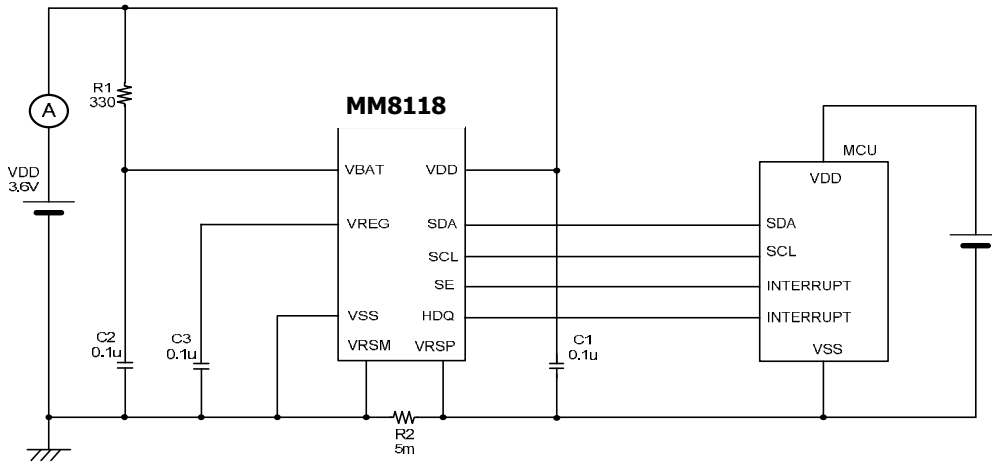 R1
330
MM8118
A
VDD
3.6V
VBAT
VDD
VREG
SDA
SCL
SE
VSS
HDQ
VRSM
VRSP
MCU
VDD
SDA
SCL
INTERRUPT
INTERRUPT
VSS
C2
0.1u
C3
0.1u
C1
0.1u
R2
5m